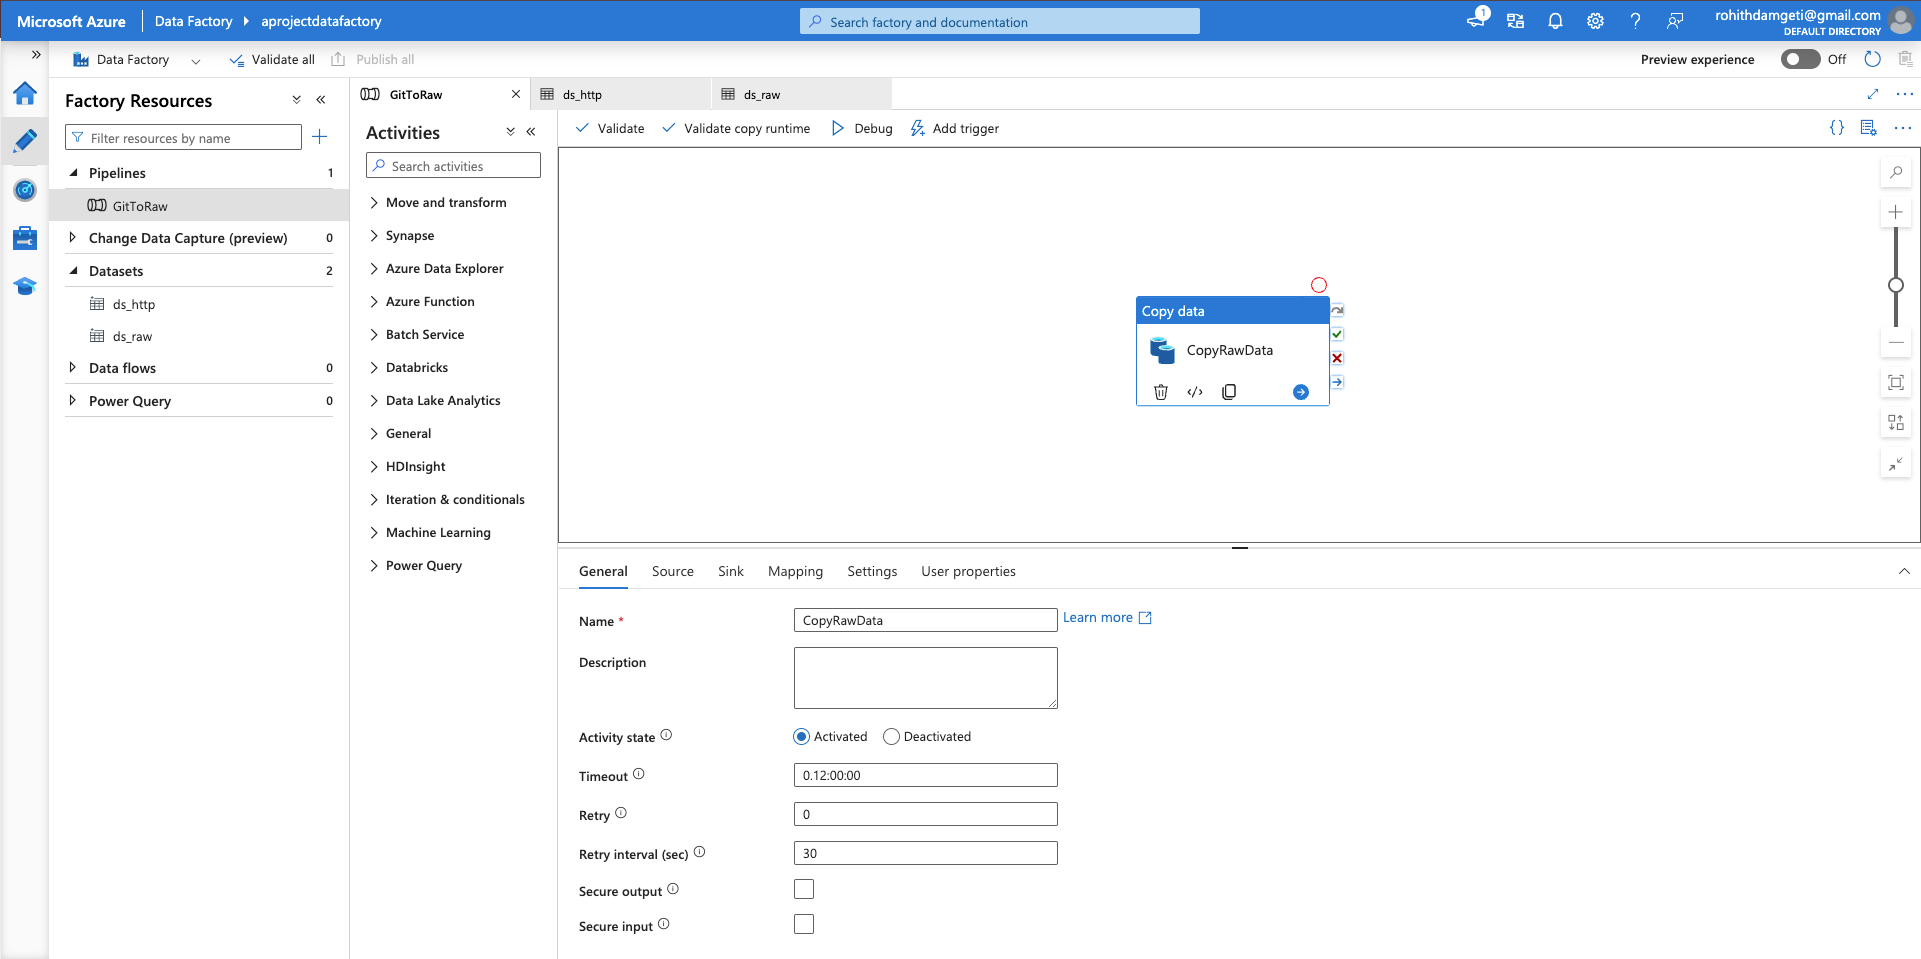 Microsoft Azure
Data Factory
aprojectdatafactory
Search factory and documentation
1
rohithdamgeti@gmail.com
DEFAULT DIRECTORY
Data Factory
Validate all
Publish all
Preview experience
Off
Factory Resources
Filter resources by name
Pipelines 1
GitToRaw
Change Data Capture (preview) 0
Datasets 2
ds_http
ds_raw
Data flows 0
Power Query 0
GitToRaw
ds_http
ds_raw
Activities
Search activities
Move and transform
Synapse
Azure Data Explorer
Azure Function
Batch Service
Databricks
Data Lake Analytics
General
HDInsight
Iteration & conditionals
Machine Learning
Power Query
Validate
Validate copy runtime
Debug
Add trigger
Copy data
CopyRawData
General
Source
Sink
Mapping
Settings
User properties
Name *
CopyRawData
Learn more
Description
Activity state
Activated
Deactivated
Timeout
0.12:00:00
Retry
0
Retry interval (sec)
30
Secure output
Secure input